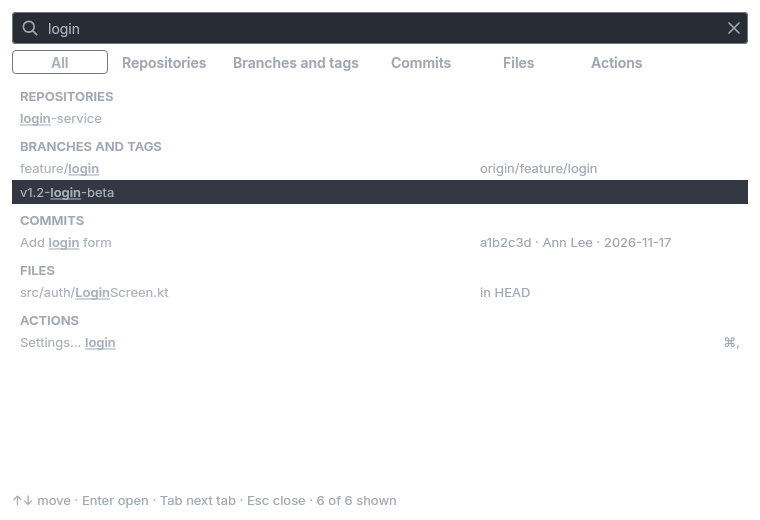 login
All Repositories Branches and tags Commits Files Actions
REPOSITORIES
login-service
BRANCHES AND TAGS
feature/login origin/feature/login
v1.2-login-beta
COMMITS
Add login form a1b2c3d · Ann Lee · 2026-11-17
FILES
src/auth/LoginScreen.kt in HEAD
ACTIONS
Settings... login ⌘,
↑↓ move · Enter open · Tab next tab · Esc close · 6 of 6 shown